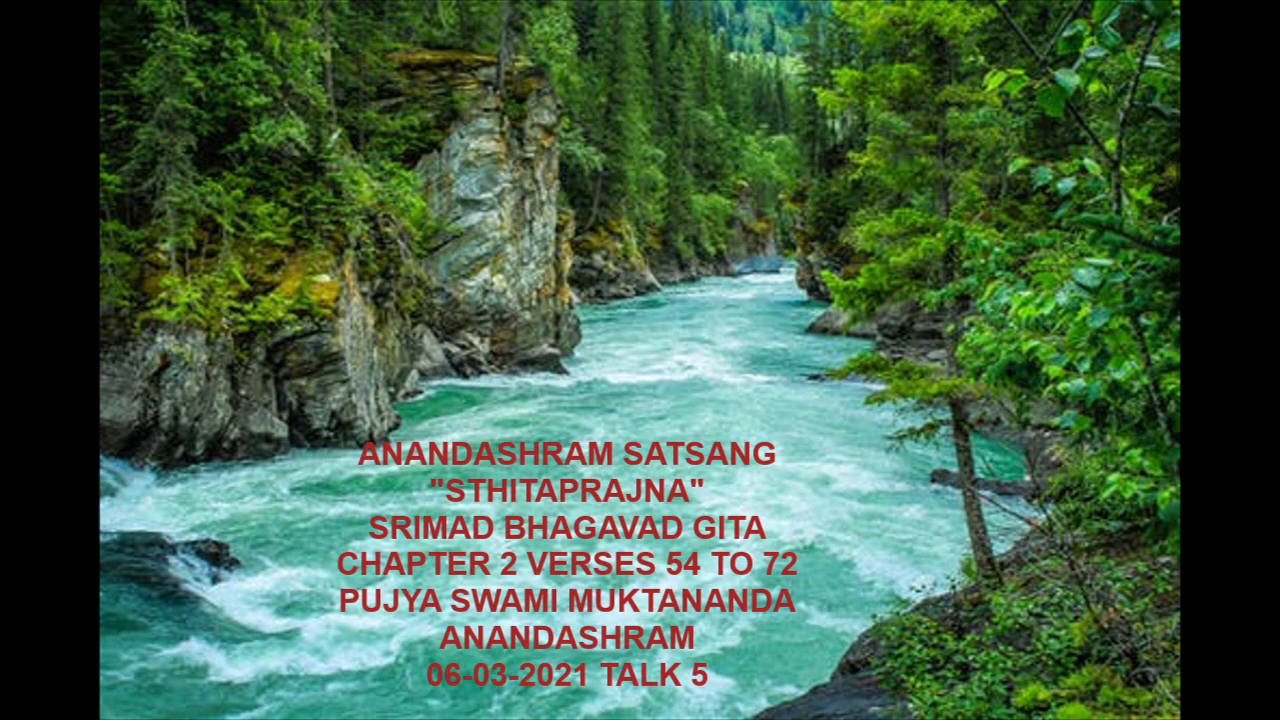 ANANDASHRAM SATSANG
"STHITAPRAJNA"
SRIMAD BHAGAVAD GITA
CHAPTER 2 VERSES 54 TO 72
PUJYA SWAMI MUKTANANDA
ANANDASHRAM
06-03-2021 TALK 5